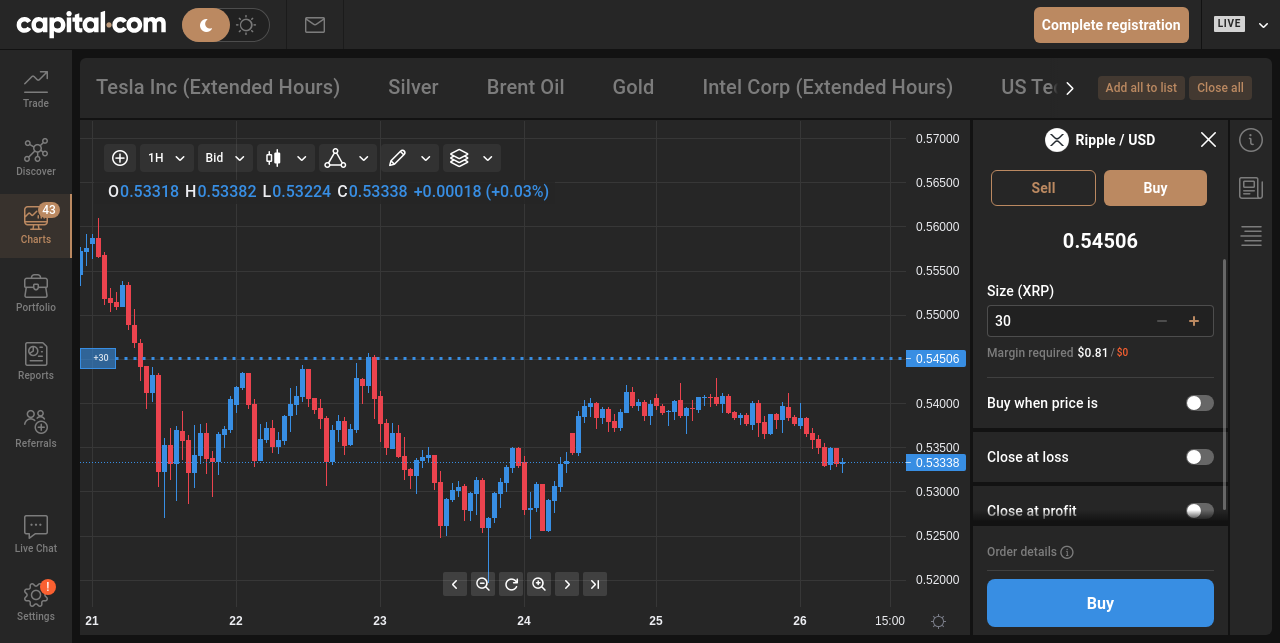 capital.com
Complete registration
LIVE
Trade
Discover
43
Charts
Portfolio
Reports
Referrals
Live Chat
!
Settings
Tesla Inc (Extended Hours)
Silver
Brent Oil
Gold
Intel Corp (Extended Hours)
US Te
Add all to list
Close all
1H
Bid
O0.53318 H0.53382 L0.53224 C0.53338 +0.00018 (+0.03%)
+30
0.57000
0.56500
0.56000
0.55500
0.55000
0.54506
0.54000
0.53500
0.53338
0.53000
0.52500
0.52000
21 22 23 24 25 26 15:00
Ripple / USD
Sell
Buy
0.54506
Size (XRP)
30
Margin required $0.81 / $0
Buy when price is
Close at loss
Close at profit
Order details
Buy